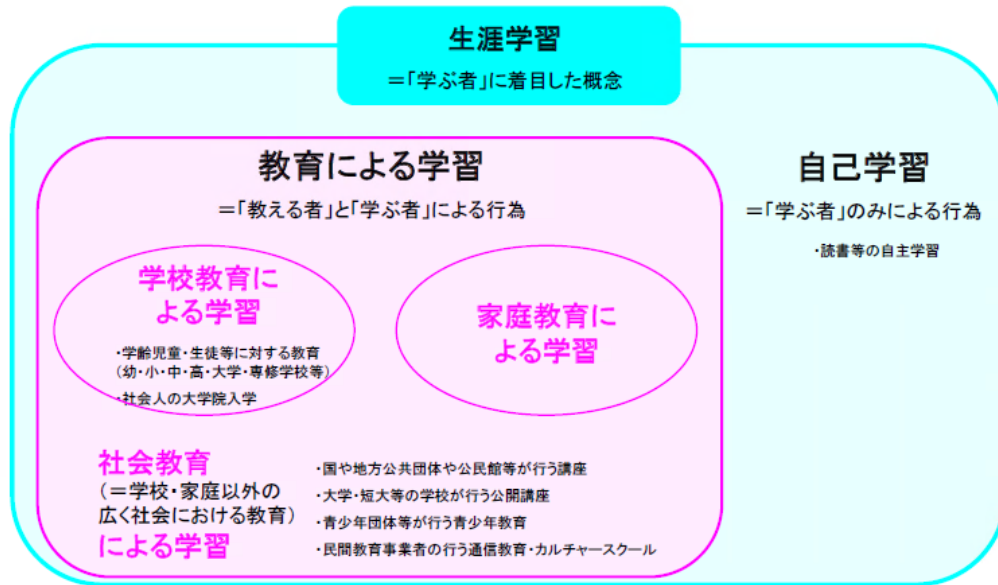 生涯学習
＝「学ぶ者」に着目した概念
教育による学習
＝「教える者」と「学ぶ者」による行為
学校教育に
よる学習
・学齢児童・生徒等に対する教育
（幼・小・中・高・大学・専修学校等）
・社会人の大学院入学
家庭教育に
よる学習
社会教育
（＝学校・家庭以外の
広く社会における教育）
による学習
・国や地方公共団体や公民館等が行う講座
・大学・短大等の学校が行う公開講座
・青少年団体等が行う青少年教育
・民間教育事業者の行う通信教育・カルチャースクール
自己学習
＝「学ぶ者」のみによる行為
・読書等の自主学習